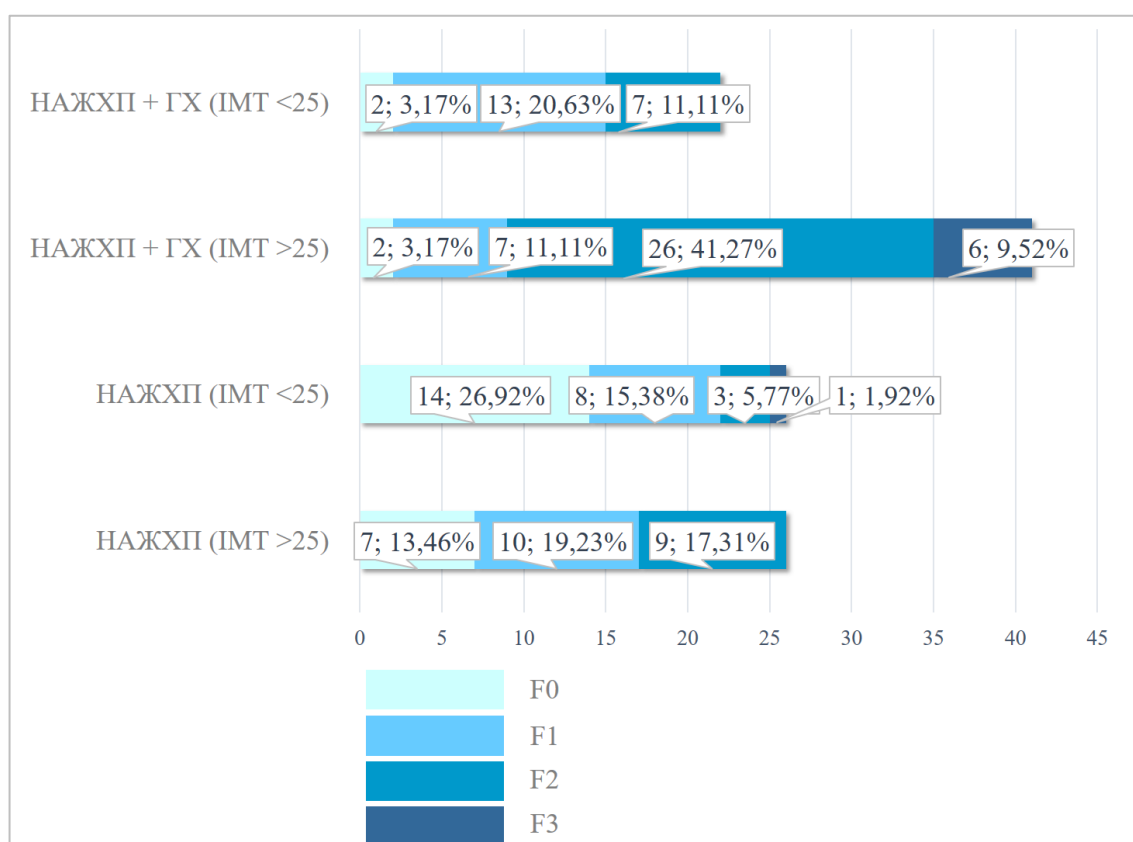 НАЖХП + ГХ (ІМТ <25)
2; 3,17%
13; 20,63%
7; 11,11%
НАЖХП + ГХ (ІМТ >25)
2; 3,17%
7; 11,11%
26; 41,27%
6; 9,52%
НАЖХП (ІМТ <25)
14; 26,92%
8; 15,38%
3; 5,77%
1; 1,92%
НАЖХП (ІМТ >25)
7; 13,46%
10; 19,23%
9; 17,31%
0 5 10 15 20 25 30 35 40 45
F0
F1
F2
F3